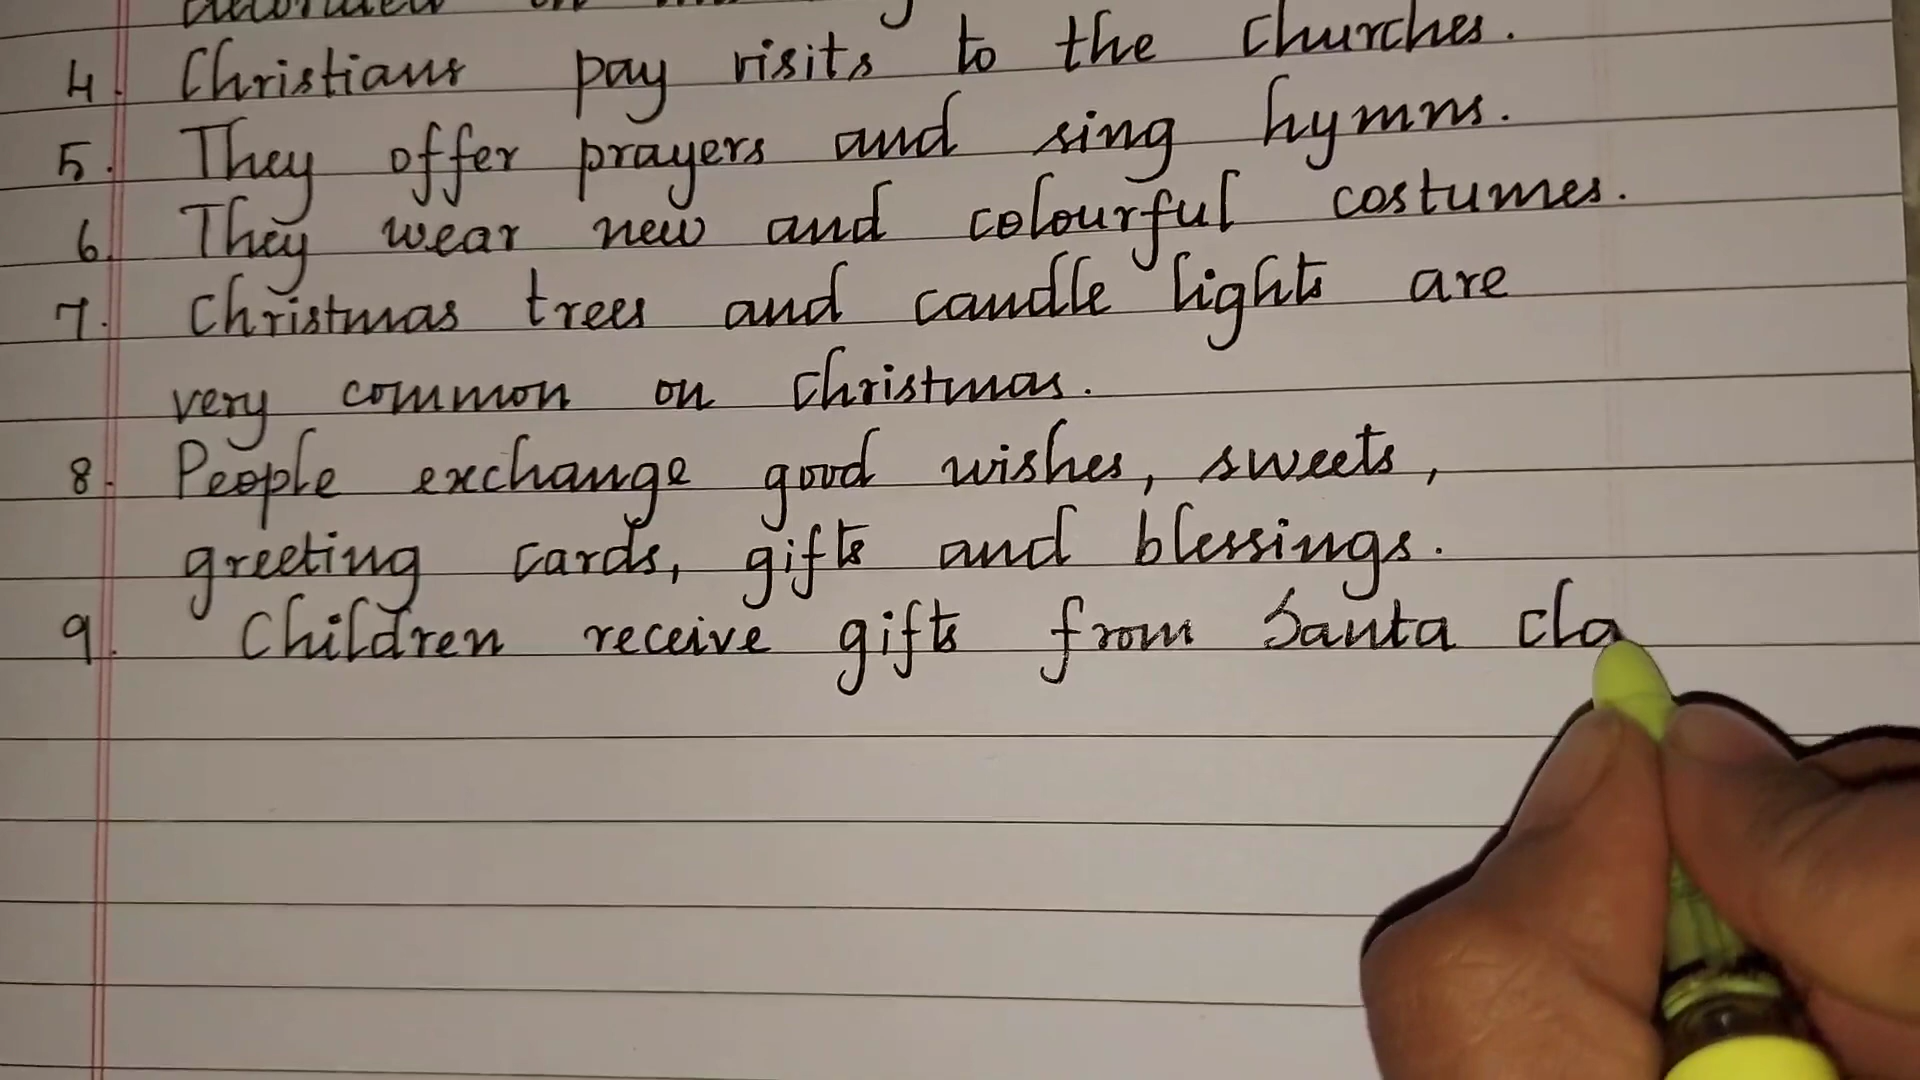 on
4. Christians pay visits to the Churches.
5. They offer prayers and sing hymns.
6. They wear new and colourful costumes.
7. Christmas trees and candle lights are
very common on Christmas.
8. People exchange good wishes, sweets,
greeting cards, gifts and blessings.
9. Children receive gifts from Santa cla